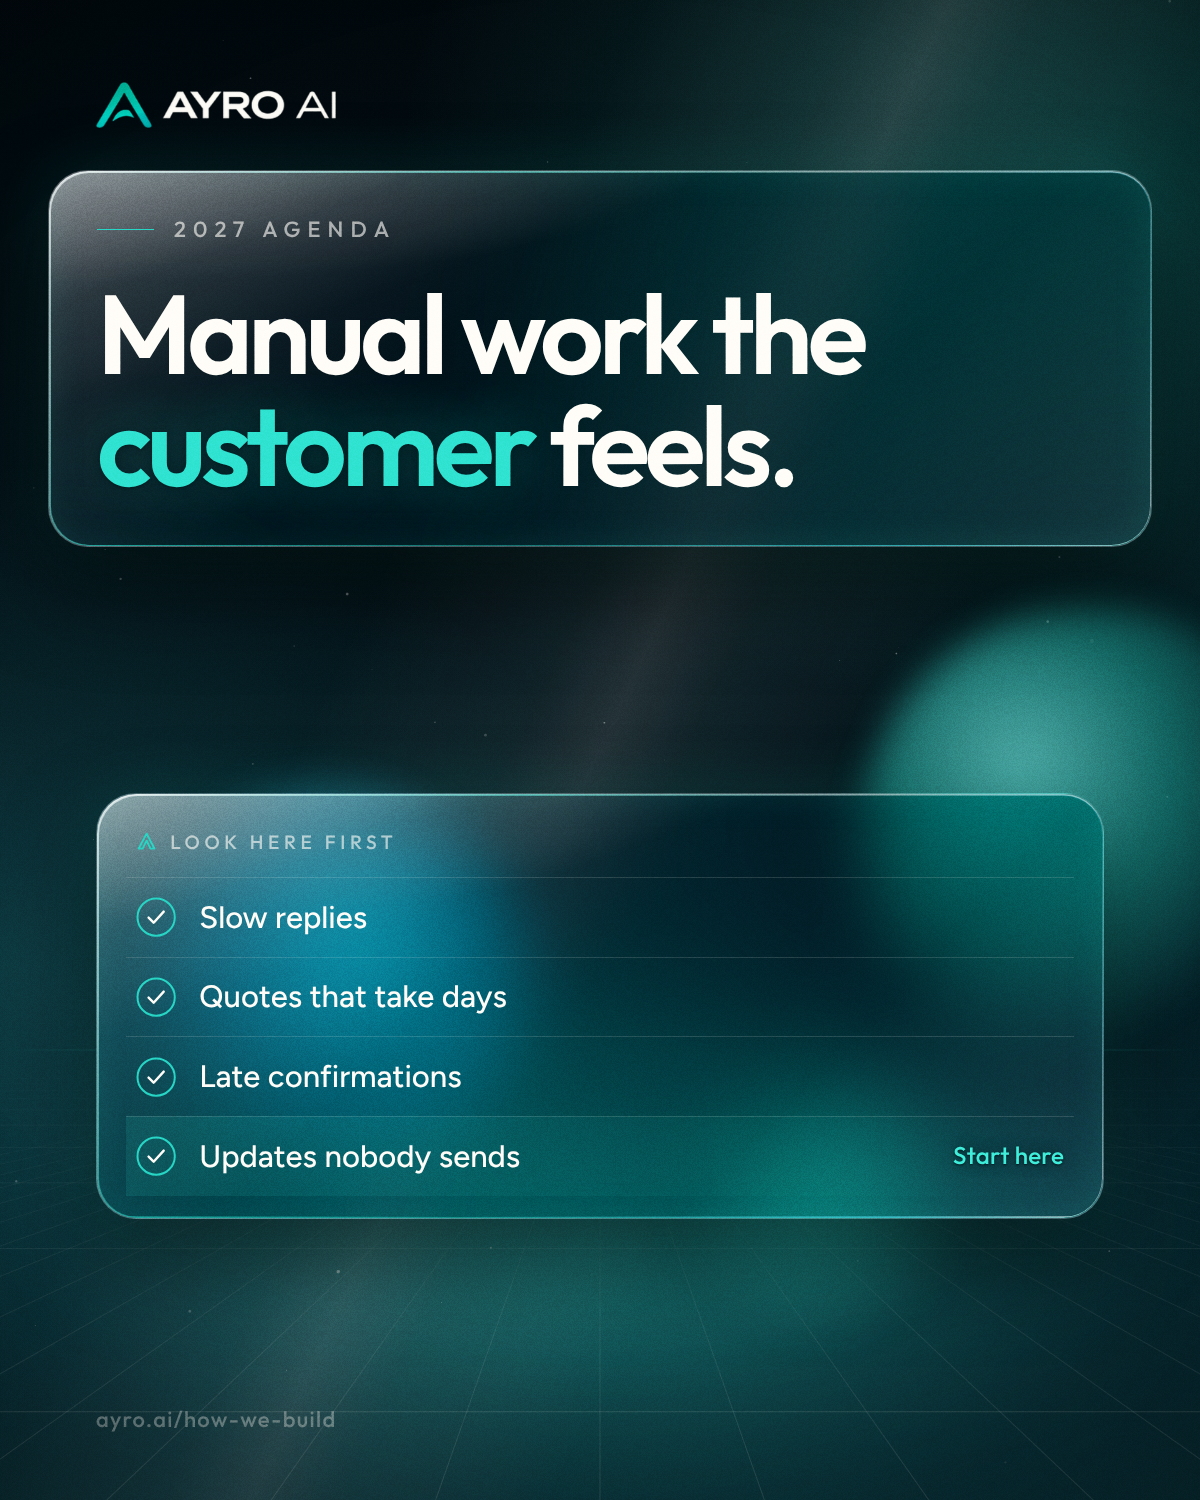 AYRO AI
2027 AGENDA
Manual work the
customer feels.
LOOK HERE FIRST
Slow replies
Quotes that take days
Late confirmations
Updates nobody sends
Start here
ayro.ai/how-we-build